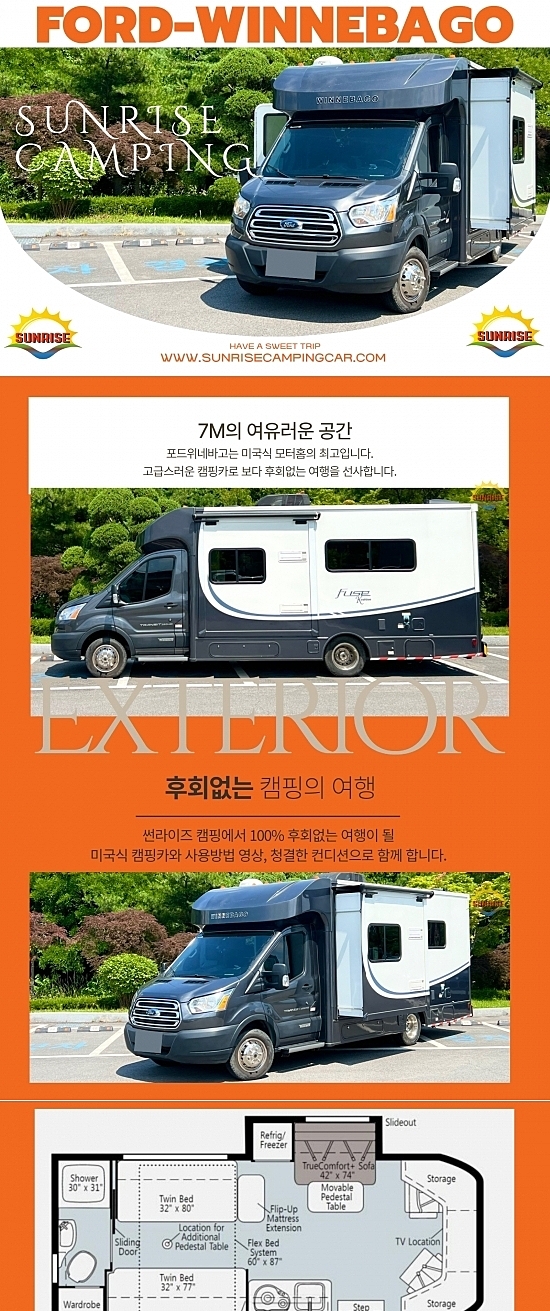 FORD-WINNEBAGO
WINNEBAGO
SUNRISE
CAMPING
SUNRISE
SUNRISE
HAVE A SWEET TRIP
WWW.SUNRISECAMPINGCAR.COM
7M의 여유러운 공간
포드위네바고는 미국식 모터홈의 최고입니다.
고급스러운 캠핑카로 보다 후회없는 여행을 선사합니다.
SUNRISE
fuse
TRANSIT
EXTERIOR
후회없는 캠핑의 여행
썬라이즈 캠핑에서 100% 후회없는 여행이 될
미국식 캠핑카와 사용방법 영상, 청결한 컨디션으로 함께 합니다.
SUNRISE
WINNEBAGO
Slideout
Refrig/
Freezer
TrueComfort+ Sofa
42" x 74"
Movable
Pedestal
Table
Storage
Shower
30" x 31"
Twin Bed
32" x 80"
Flip-Up
Mattress
Extension
Location for
Additional
Pedestal Table
Sliding
Door
Flex Bed
System
60" x 87"
TV Location
Twin Bed
32" x 77"
Wardrobe
Step
Storage